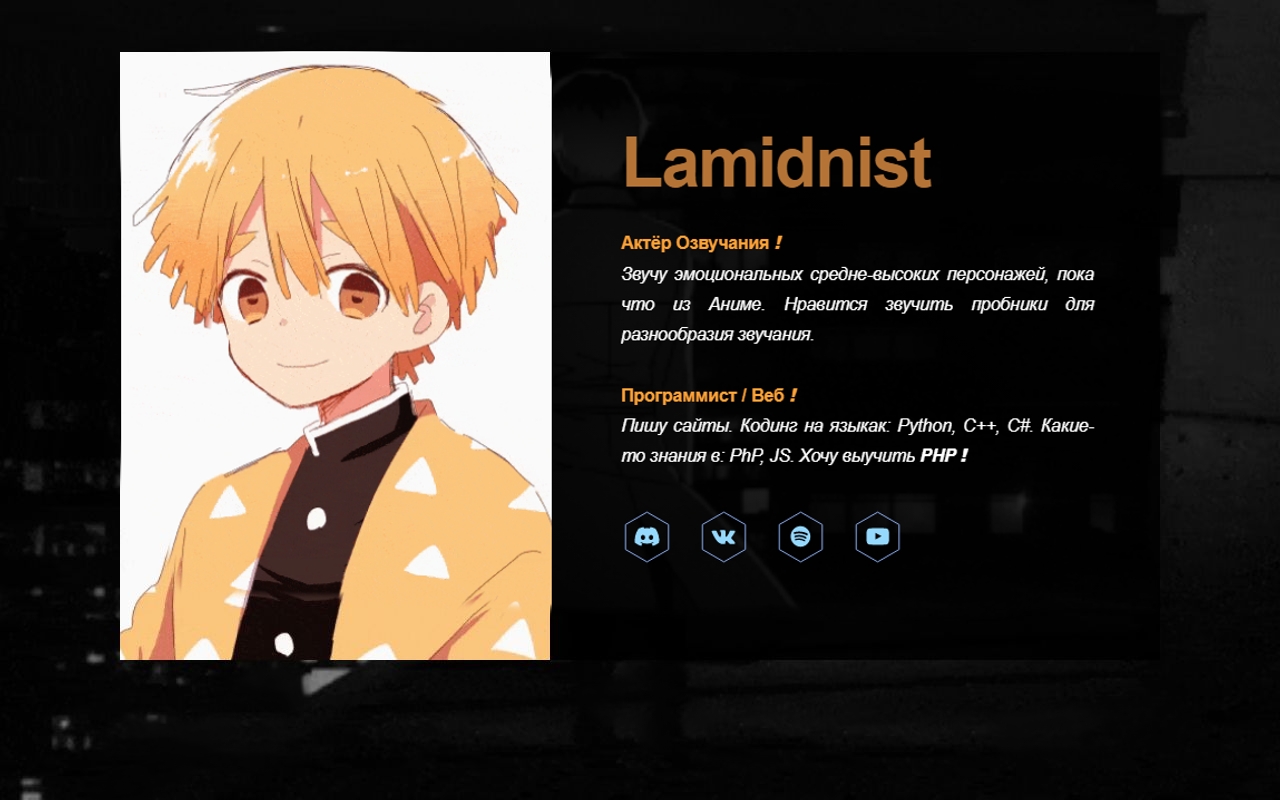 Lamidnist
Актёр Озвучания !
Звучу эмоциональных средне-высоких персонажей, пока
что из Аниме. Нравится звучить пробники для
разнообразия звучания.
Программист / Веб !
Пишу сайты. Кодинг на языкак: Python, C++, C#. Какие-
то знания в: PhP, JS. Хочу выучить PHP !